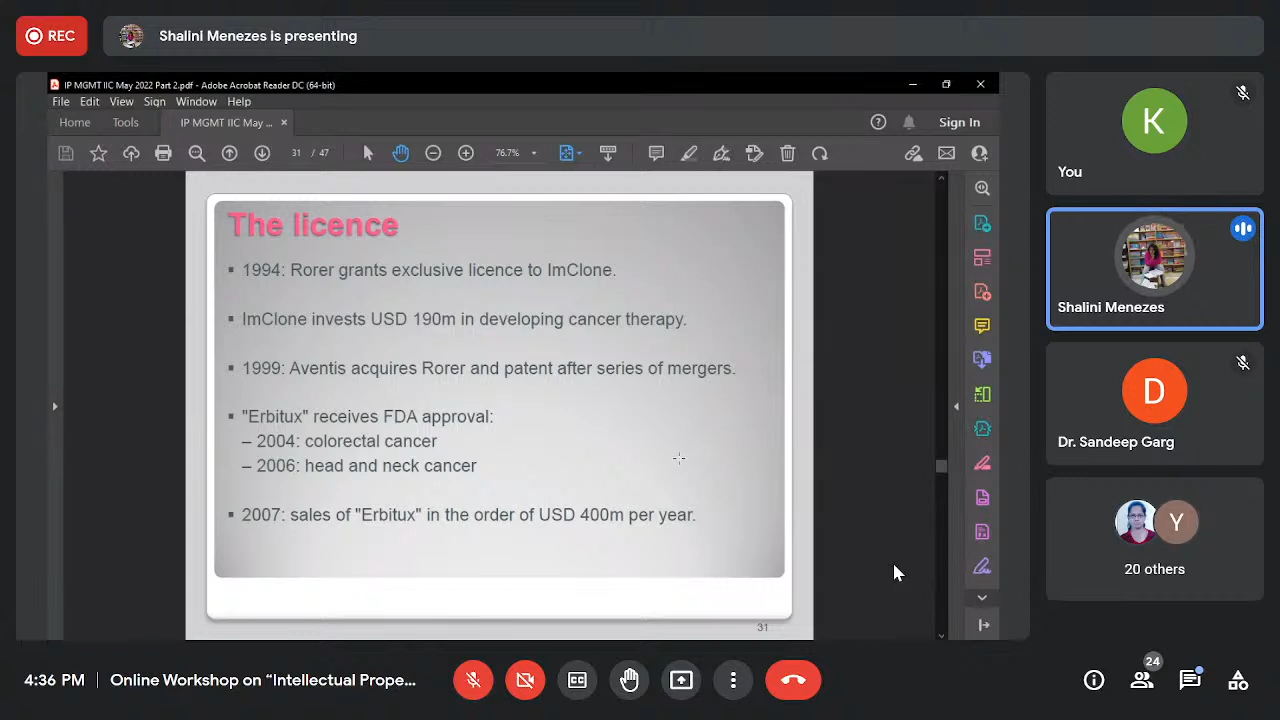 REC
Shalini Menezes is presenting
IP MGMT IIC May 2022 Part 2.pdf - Adobe Acrobat Reader DC (64-bit)
File Edit View Sign Window Help
Home Tools IP MGMT IIC May ... × Sign In
31 / 47 76.7%
The licence
▪ 1994: Rorer grants exclusive licence to ImClone.
▪ ImClone invests USD 190m in developing cancer therapy.
▪ 1999: Aventis acquires Rorer and patent after series of mergers.
▪ "Erbitux" receives FDA approval:
– 2004: colorectal cancer
– 2006: head and neck cancer
▪ 2007: sales of "Erbitux" in the order of USD 400m per year.
31
K
You
Shalini Menezes
D
Dr. Sandeep Garg
Y
20 others
4:36 PM | Online Workshop on “Intellectual Prope...
CC
24